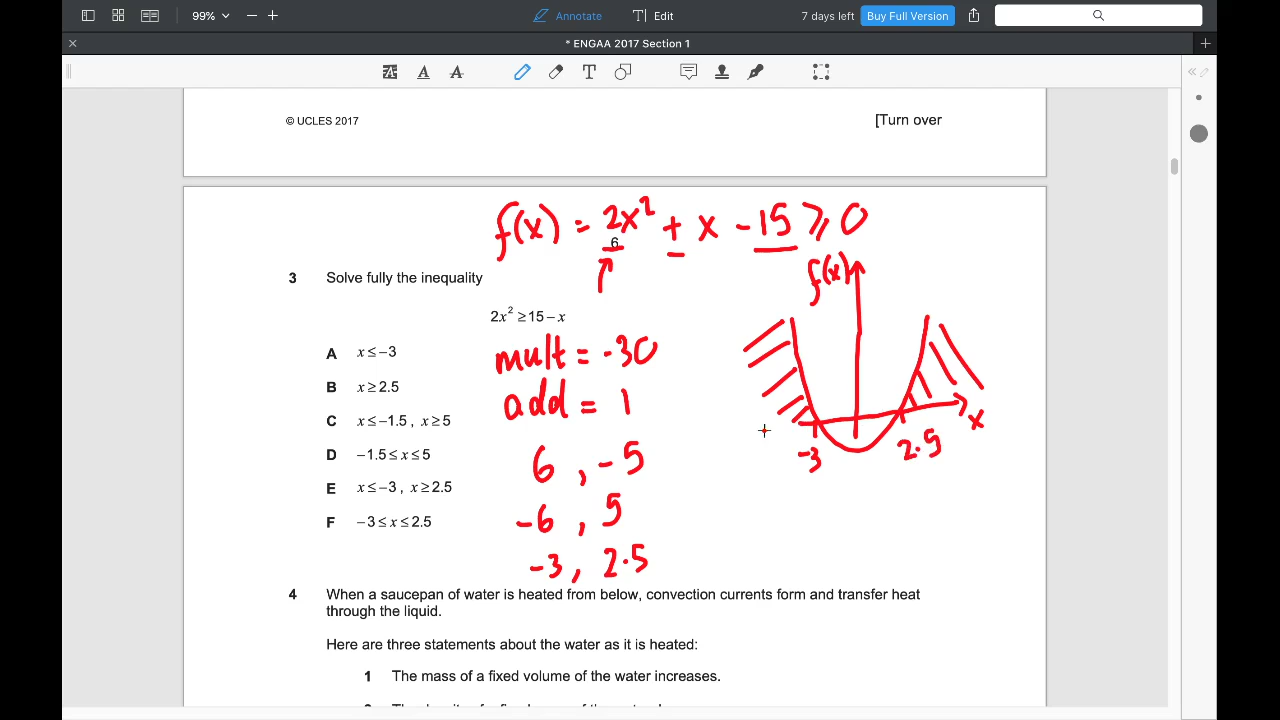 99%
Annotate
Edit
7 days left
Buy Full Version
* ENGAA 2017 Section 1
© UCLES 2017
[Turn over
f(x) = 2x² + x - 15 ⩾ 0
6
3 Solve fully the inequality
f(x)
2x² ≥ 15 – x
A x ≤ –3
mult = -30
B x ≥ 2.5
add = 1
C x ≤ –1.5 , x ≥ 5
x
D –1.5 ≤ x ≤ 5
6 , -5
-3
2.5
E x ≤ –3 , x ≥ 2.5
F –3 ≤ x ≤ 2.5
-6 , 5
-3, 2.5
4 When a saucepan of water is heated from below, convection currents form and transfer heat
through the liquid.
Here are three statements about the water as it is heated:
1 The mass of a fixed volume of the water increases.